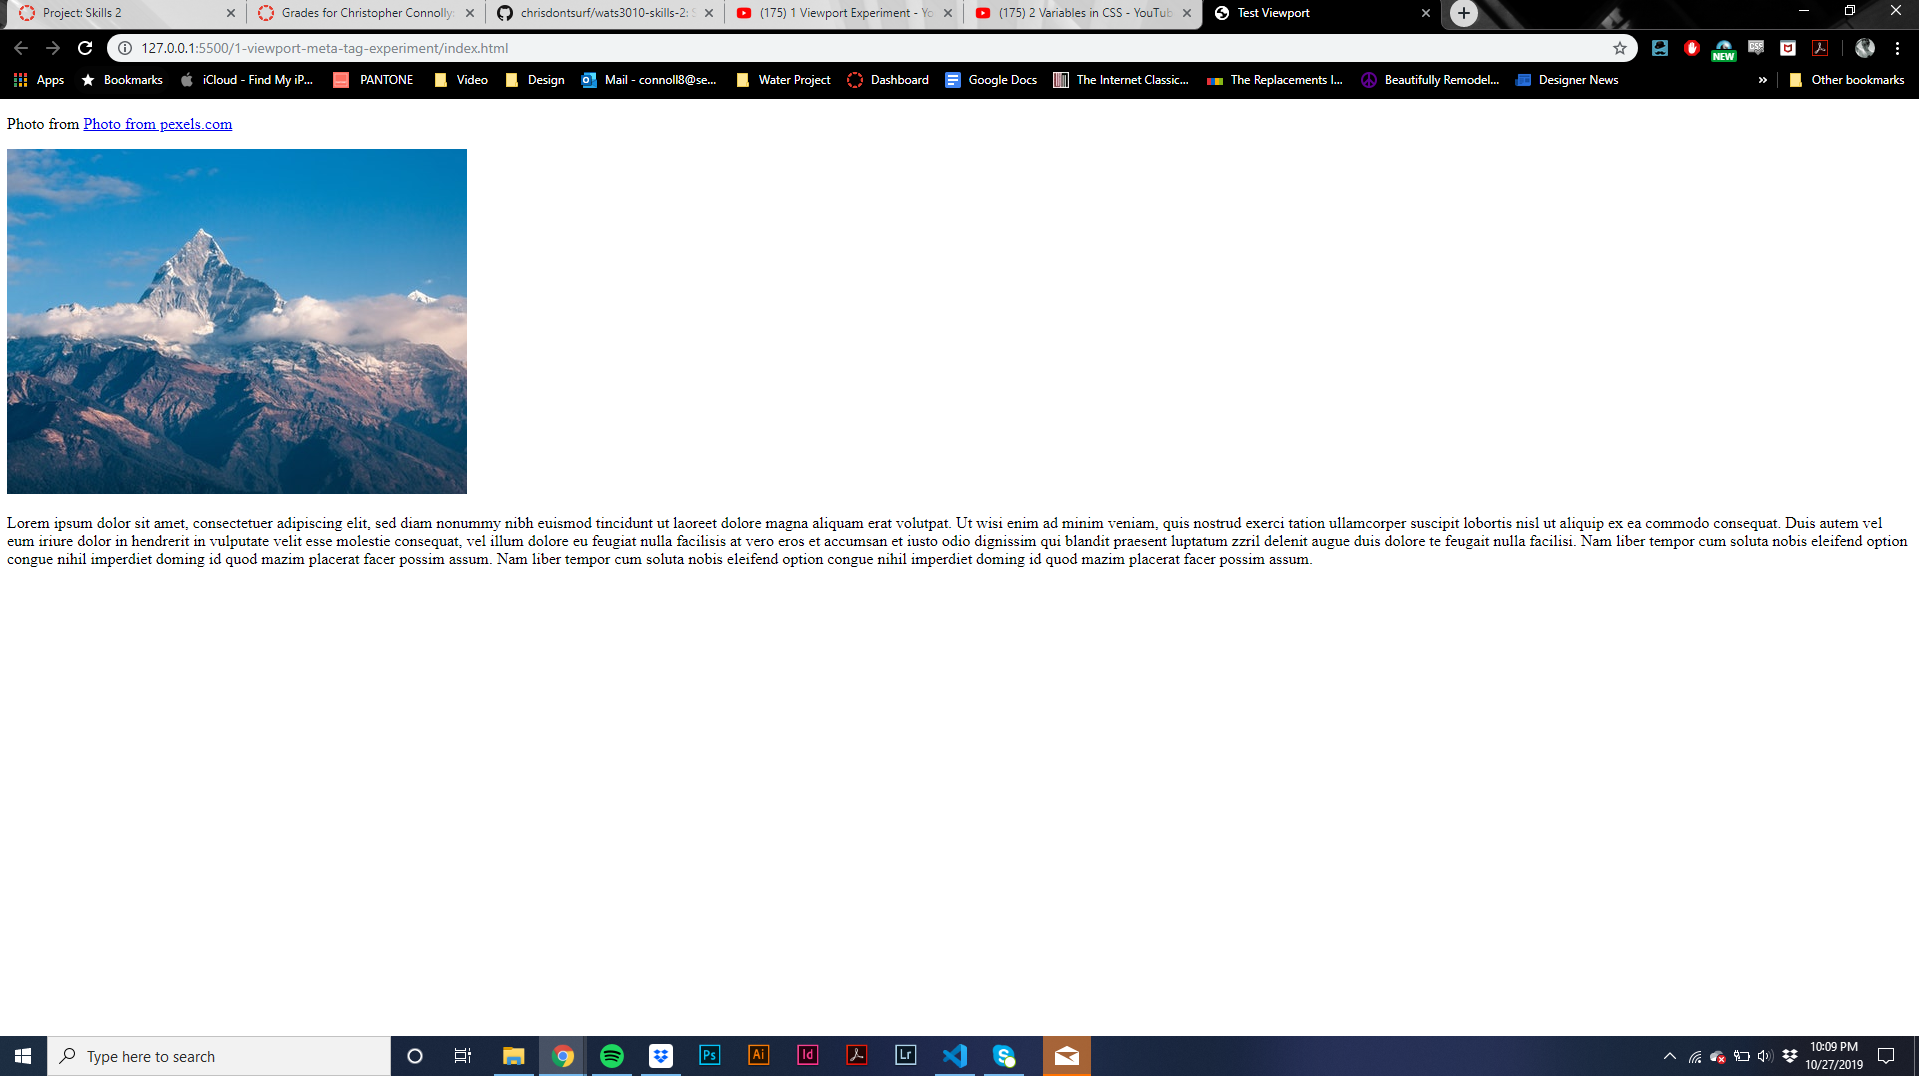 Project: Skills 2
Grades for Christopher Connolly:
chrisdontsurf/wats3010-skills-2: S
(175) 1 Viewport Experiment - Yo
(175) 2 Variables in CSS - YouTub
Test Viewport
127.0.0.1:5500/1-viewport-meta-tag-experiment/index.html
NEW
Apps
Bookmarks
iCloud - Find My iP...
PANTONE
Video
Design
Mail - connoll8@se...
Water Project
Dashboard
Google Docs
The Internet Classic...
The Replacements I...
Beautifully Remodel...
Designer News
»
Other bookmarks
Photo from Photo from pexels.com
Lorem ipsum dolor sit amet, consectetuer adipiscing elit, sed diam nonummy nibh euismod tincidunt ut laoreet dolore magna aliquam erat volutpat. Ut wisi enim ad minim veniam, quis nostrud exerci tation ullamcorper suscipit lobortis nisl ut aliquip ex ea commodo consequat. Duis autem vel
eum iriure dolor in hendrerit in vulputate velit esse molestie consequat, vel illum dolore eu feugiat nulla facilisis at vero eros et accumsan et iusto odio dignissim qui blandit praesent luptatum zzril delenit augue duis dolore te feugait nulla facilisi. Nam liber tempor cum soluta nobis eleifend option
congue nihil imperdiet doming id quod mazim placerat facer possim assum. Nam liber tempor cum soluta nobis eleifend option congue nihil imperdiet doming id quod mazim placerat facer possim assum.
Type here to search
Ps
Ai
Id
Lr
10:09 PM
10/27/2019